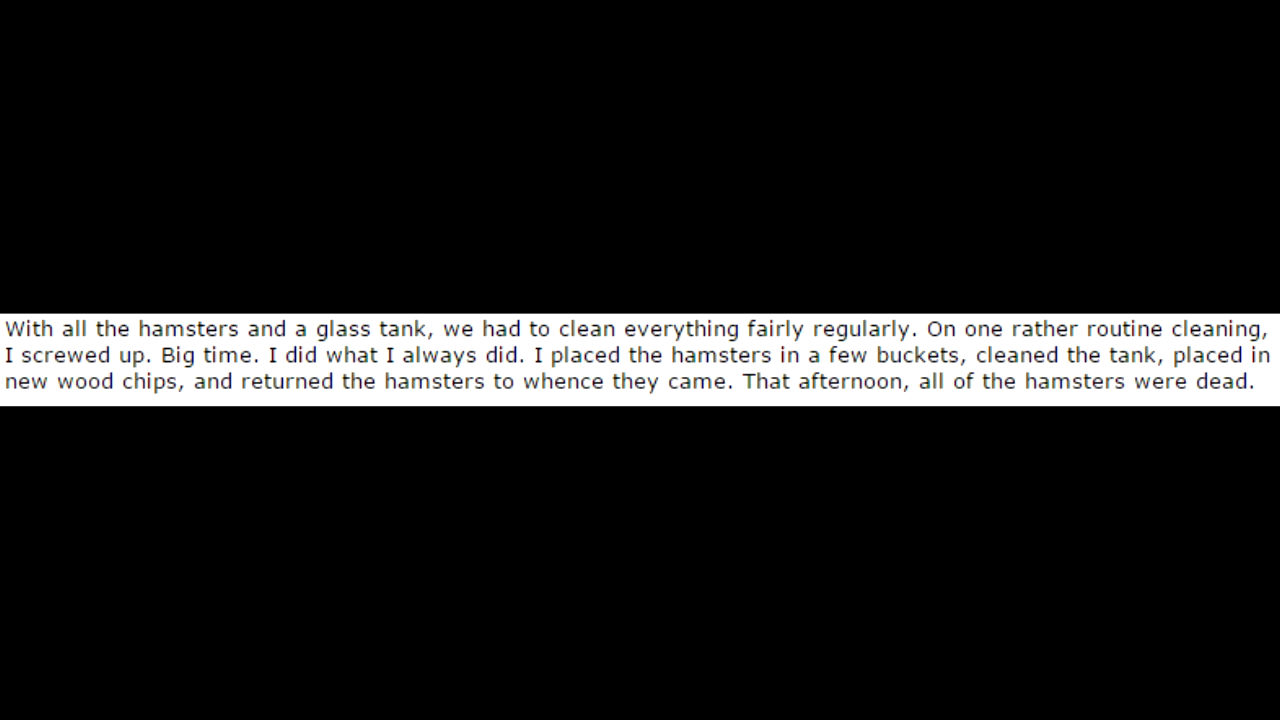 With all the hamsters and a glass tank, we had to clean everything fairly regularly. On one rather routine cleaning,
I screwed up. Big time. I did what I always did. I placed the hamsters in a few buckets, cleaned the tank, placed in
new wood chips, and returned the hamsters to whence they came. That afternoon, all of the hamsters were dead.